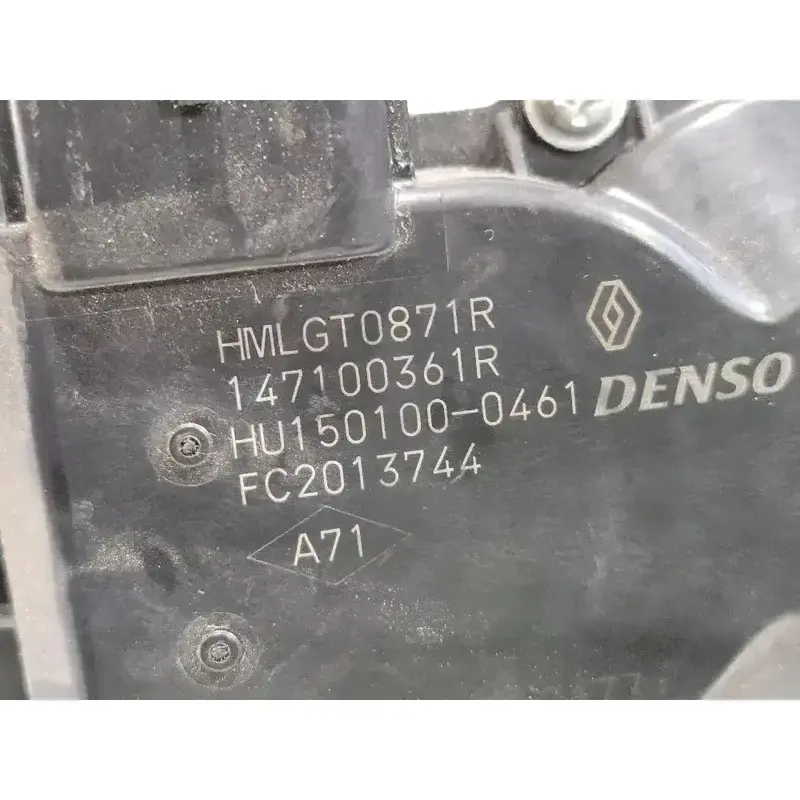 HMLGT0871R
147100361R
HU150100-0461
DENSO
FC2013744
A71